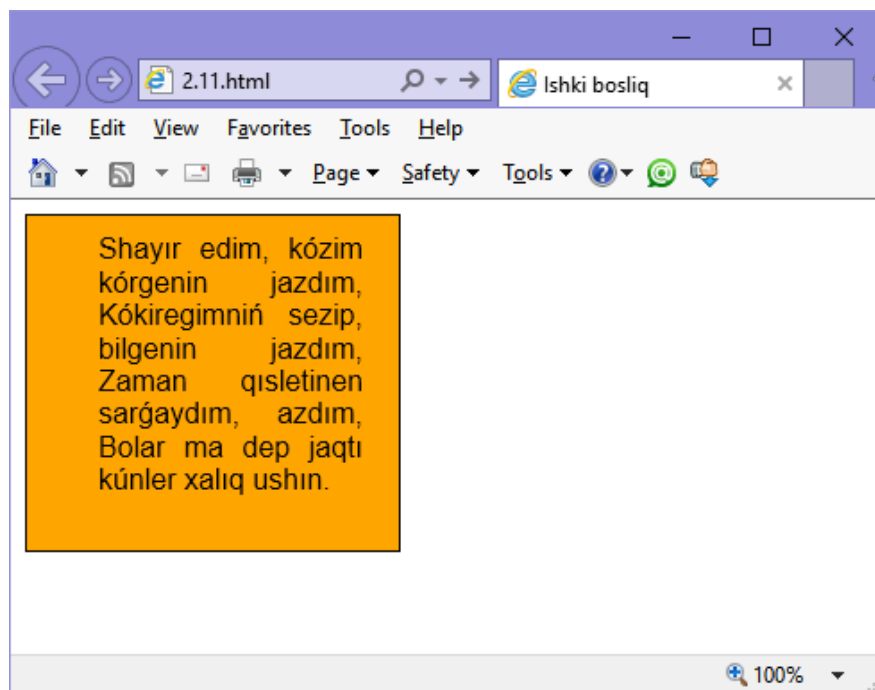 2.11.html
Ishki bosliq
File Edit View Favorites Tools Help
Page Safety Tools
Shayır edim, kózim
kórgenin jazdım,
Kókiregimniń sezip,
bilgenin jazdım,
Zaman qısletinen
sarǵaydım, azdım,
Bolar ma dep jaqtı
kúnler xalıq ushın.
100%